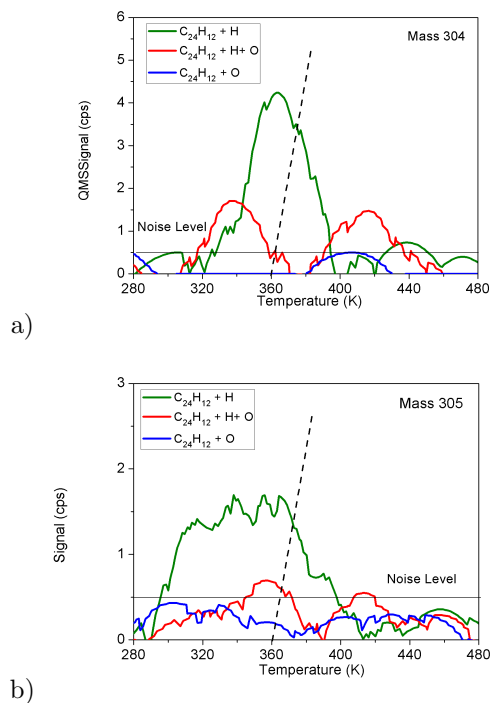 6
C₂₄H₁₂ + H
C₂₄H₁₂ + H+ O
C₂₄H₁₂ + O
Mass 304
5
4
3
2
1
0
QMSSignal (cps)
Noise Level
280 320 360 400 440 480
Temperature (K)
a)
3
C₂₄H₁₂ + H
C₂₄H₁₂ + H+ O
C₂₄H₁₂ + O
Mass 305
2
1
0
Signal (cps)
Noise Level
280 320 360 400 440 480
Temperature (K)
b)